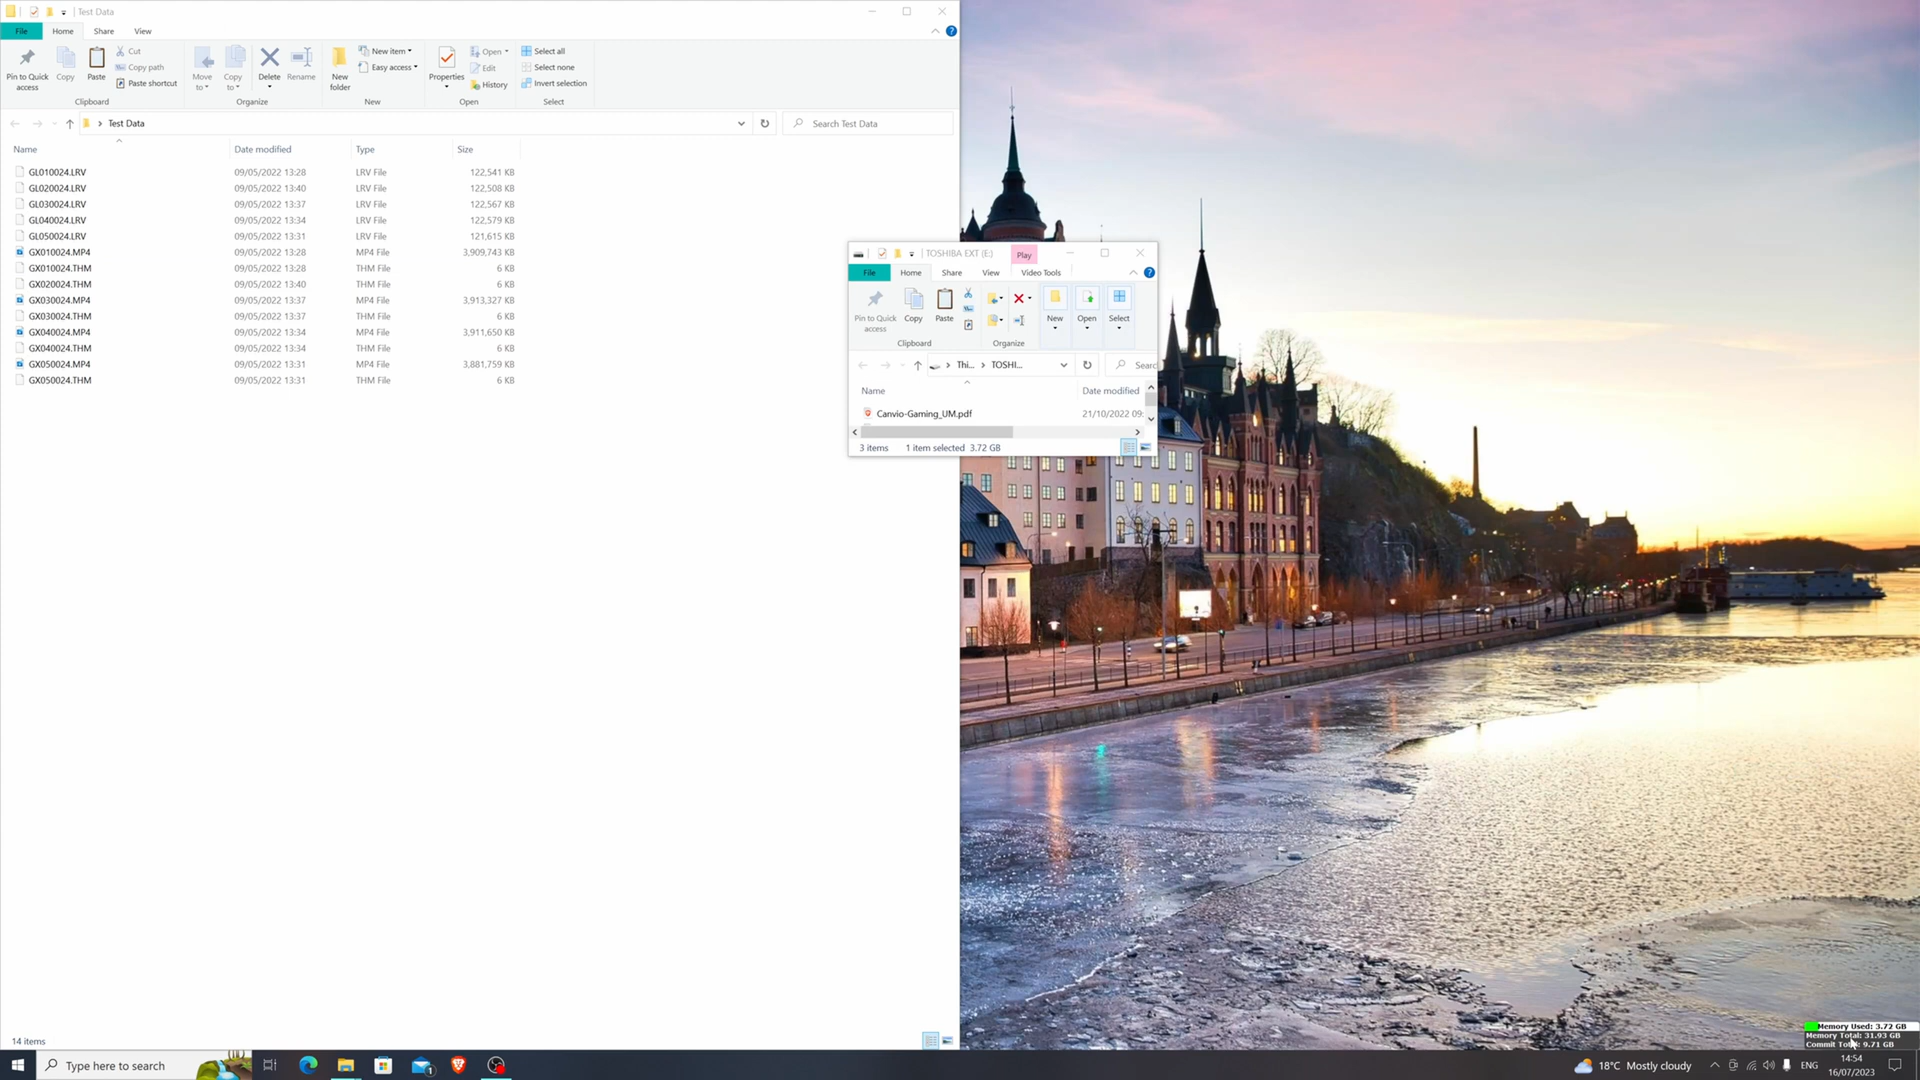 Test Data
File Home Share View
Pin to Quick access
Copy
Paste
Cut
Copy path
Paste shortcut
Clipboard
Move to
Copy to
Delete
Rename
Organize
New folder
New item
Easy access
New
Properties
Open
Edit
History
Open
Select all
Select none
Invert selection
Select
Test Data
Search Test Data
Name Date modified Type Size
GL010024.LRV 09/05/2022 13:28 LRV File 122,541 KB
GL020024.LRV 09/05/2022 13:40 LRV File 122,508 KB
GL030024.LRV 09/05/2022 13:37 LRV File 122,567 KB
GL040024.LRV 09/05/2022 13:34 LRV File 122,579 KB
GL050024.LRV 09/05/2022 13:31 LRV File 121,615 KB
GX010024.MP4 09/05/2022 13:28 MP4 File 3,909,743 KB
GX010024.THM 09/05/2022 13:28 THM File 6 KB
GX020024.THM 09/05/2022 13:40 THM File 6 KB
GX030024.MP4 09/05/2022 13:37 MP4 File 3,913,327 KB
GX030024.THM 09/05/2022 13:37 THM File 6 KB
GX040024.MP4 09/05/2022 13:34 MP4 File 3,911,650 KB
GX040024.THM 09/05/2022 13:34 THM File 6 KB
GX050024.MP4 09/05/2022 13:31 MP4 File 3,881,759 KB
GX050024.THM 09/05/2022 13:31 THM File 6 KB
14 items
TOSHIBA EXT (E:) Play
File Home Share View Video Tools
Pin to Quick access
Copy
Paste
Clipboard
Organize
New
Open
Select
Thi... TOSHI...
Searc
Name Date modified
Canvio-Gaming_UM.pdf 21/10/2022 09:
3 items 1 item selected 3.72 GB
Memory Used: 3.72 GB
Memory Total: 31.93 GB
Commit Total: 9.71 GB
Type here to search
1
18°C Mostly cloudy
ENG
14:54
16/07/2023